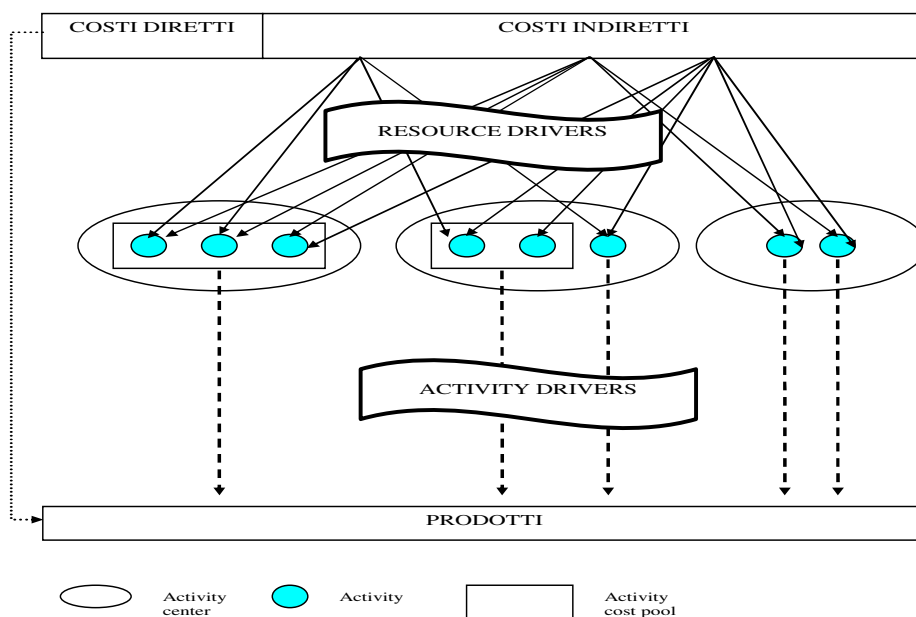 COSTI DIRETTI
COSTI INDIRETTI
RESOURCE DRIVERS
ACTIVITY DRIVERS
PRODOTTI
Activity
center
Activity
Activity
cost pool